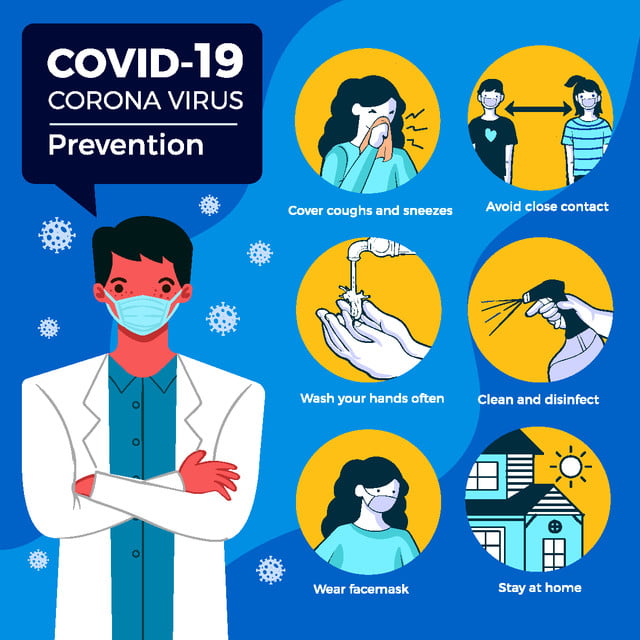 COVID-19
CORONA VIRUS
Prevention
Cover coughs and sneezes
Avoid close contact
Wash your hands often
Clean and disinfect
Wear facemask
Stay at home